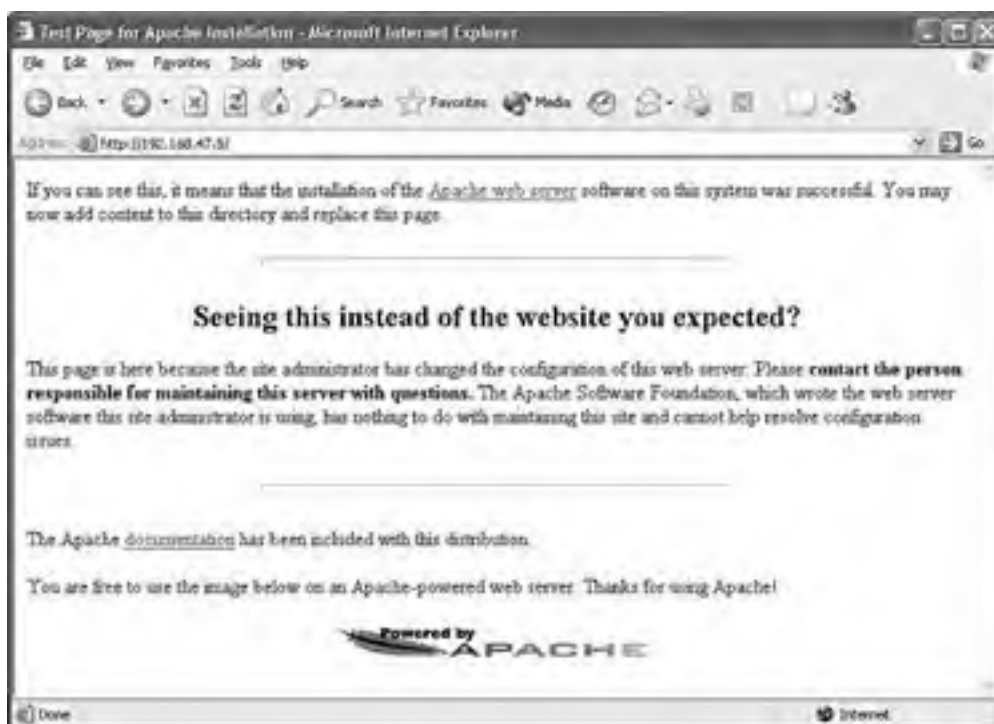 Test Page for Apache Installation - Microsoft Internet Explorer
File Edit View Favorites Tools Help
Back Search Favorites Media
Address http://192.168.47.5/ Go
If you can see this, it means that the installation of the Apache web server software on this system was successful. You may
now add content to this directory and replace this page.
Seeing this instead of the website you expected?
This page is here because the site administrator has changed the configuration of this web server. Please contact the person
responsible for maintaining this server with questions. The Apache Software Foundation, which wrote the web server
software this site administrator is using, has nothing to do with maintaining this site and cannot help resolve configuration
issues.
The Apache documentation has been included with this distribution.
You are free to use the image below on an Apache-powered web server. Thanks for using Apache!
Powered by
APACHE
Done Internet